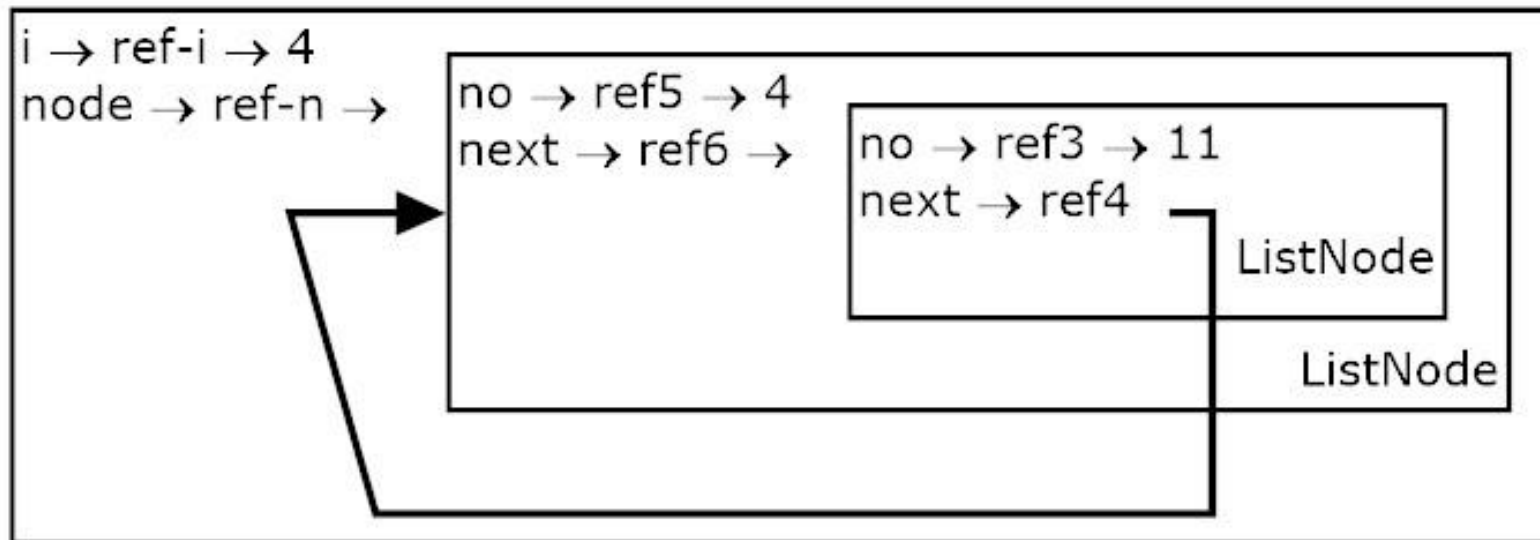 i → ref-i → 4
node → ref-n →
no → ref5 → 4
next → ref6 →
no → ref3 → 11
next → ref4
ListNode
ListNode